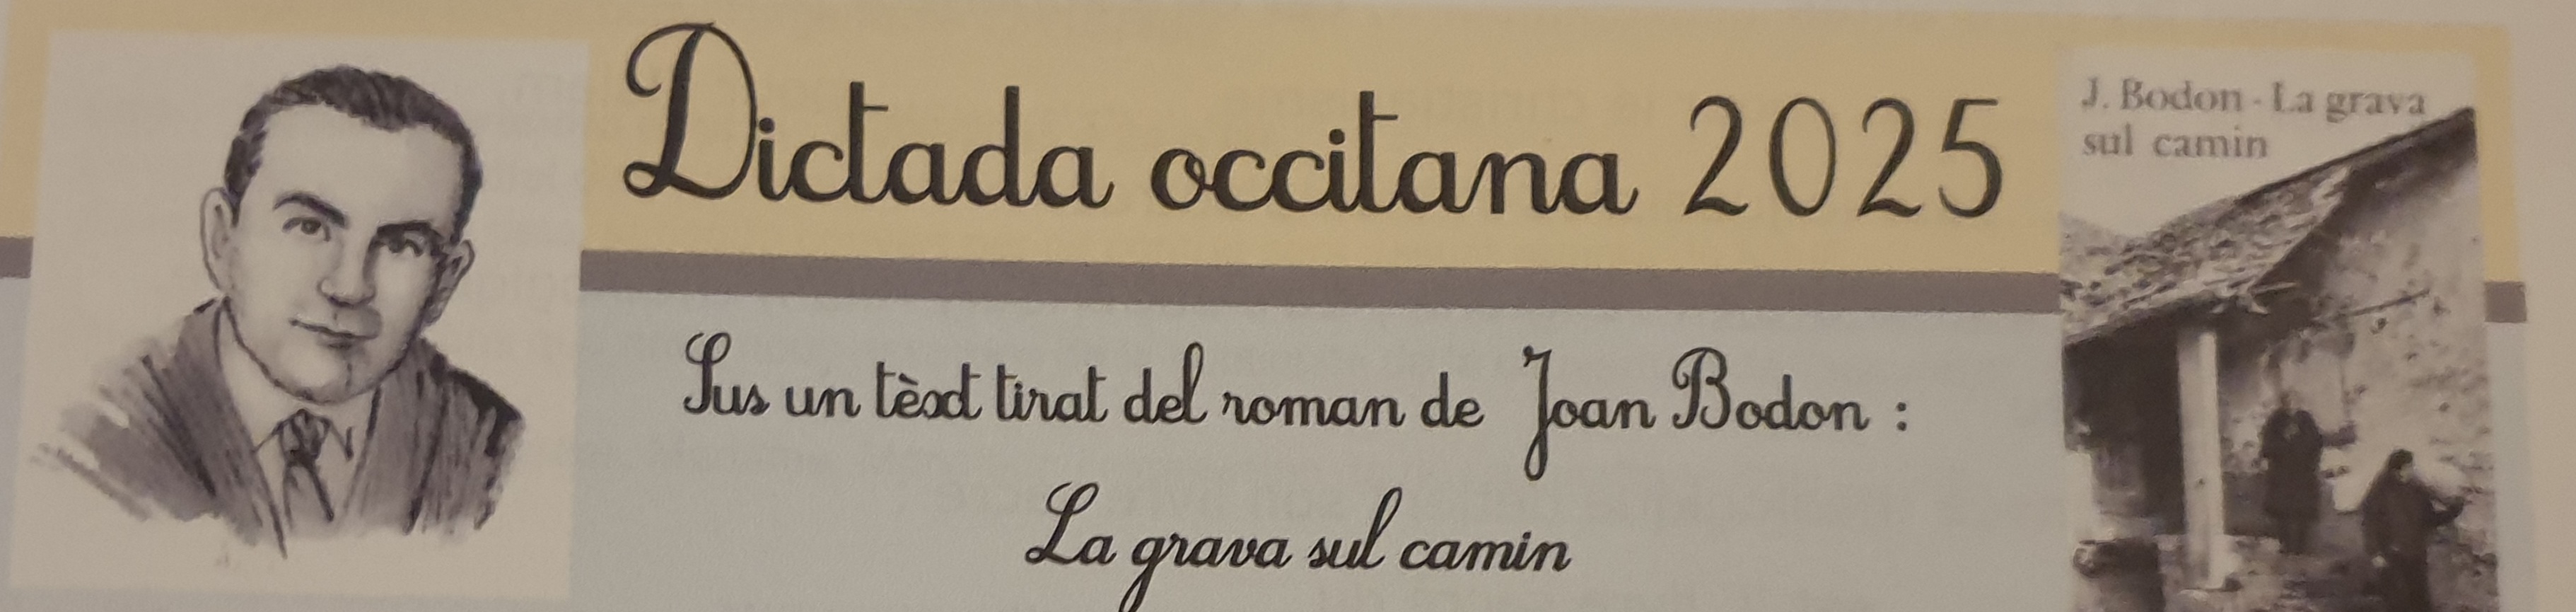 Dictada occitana 2025
J. Bodon - La grava
sul camin
Sus un tèxt tirat del roman de Joan Bodon :
La grava sul camin